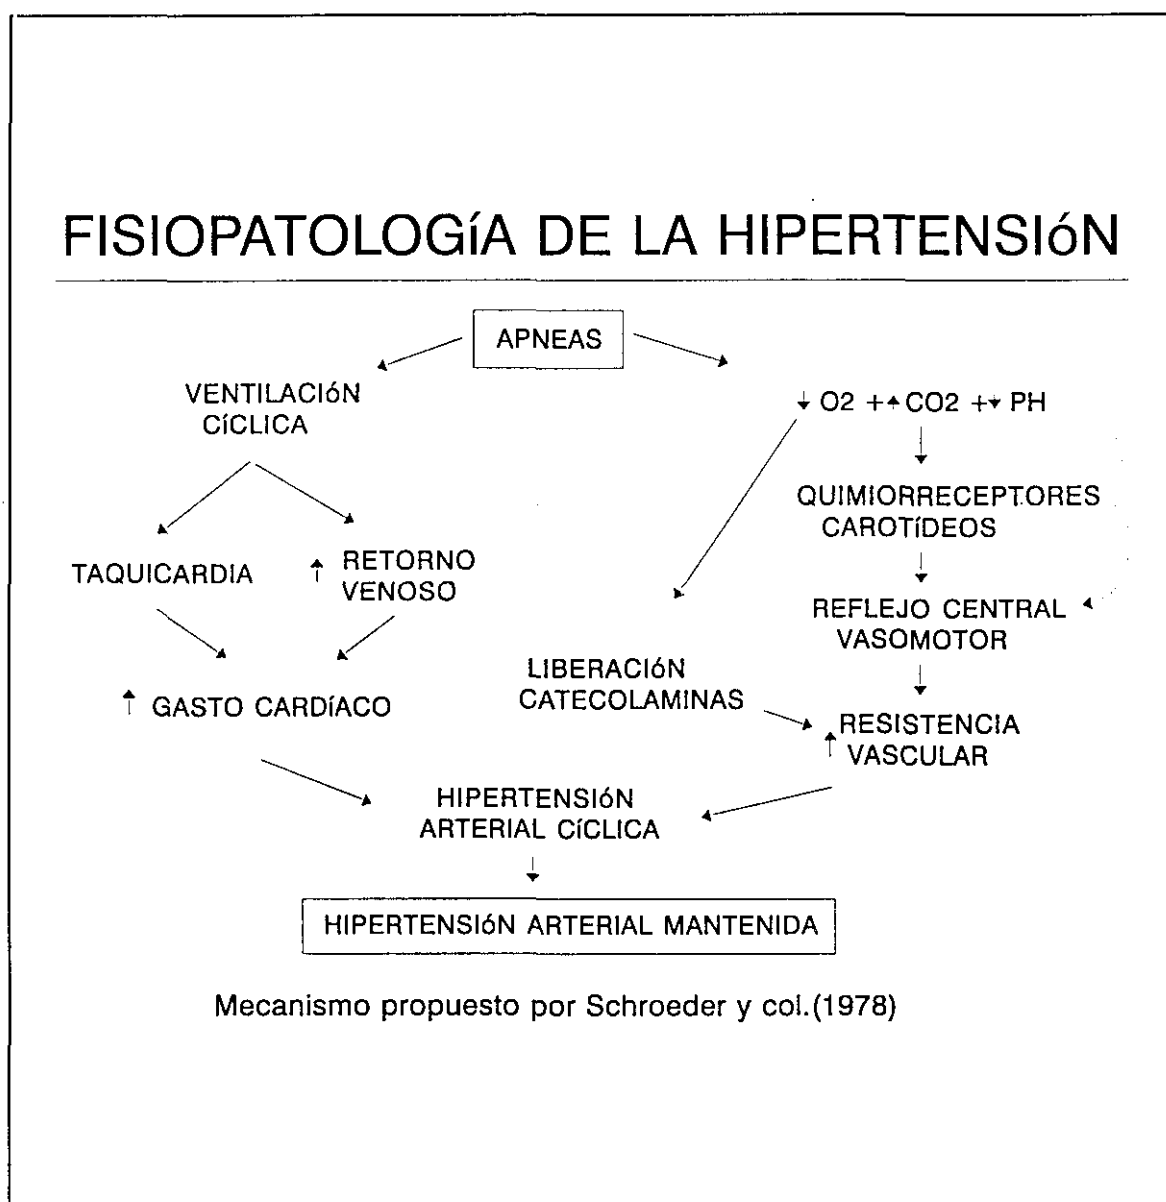 FISIOPATOLOGíA DE LA HIPERTENSIóN
APNEAS
VENTILACIóN
CíCLICA
↓ O2 +↑ CO2 +↓ PH
QUIMIORRECEPTORES
CAROTíDEOS
TAQUICARDIA
↑ RETORNO
VENOSO
REFLEJO CENTRAL
VASOMOTOR
LIBERACIóN
CATECOLAMINAS
↑ GASTO CARDíACO
↑ RESISTENCIA
VASCULAR
HIPERTENSIóN
ARTERIAL CíCLICA
HIPERTENSIóN ARTERIAL MANTENIDA
Mecanismo propuesto por Schroeder y col.(1978)